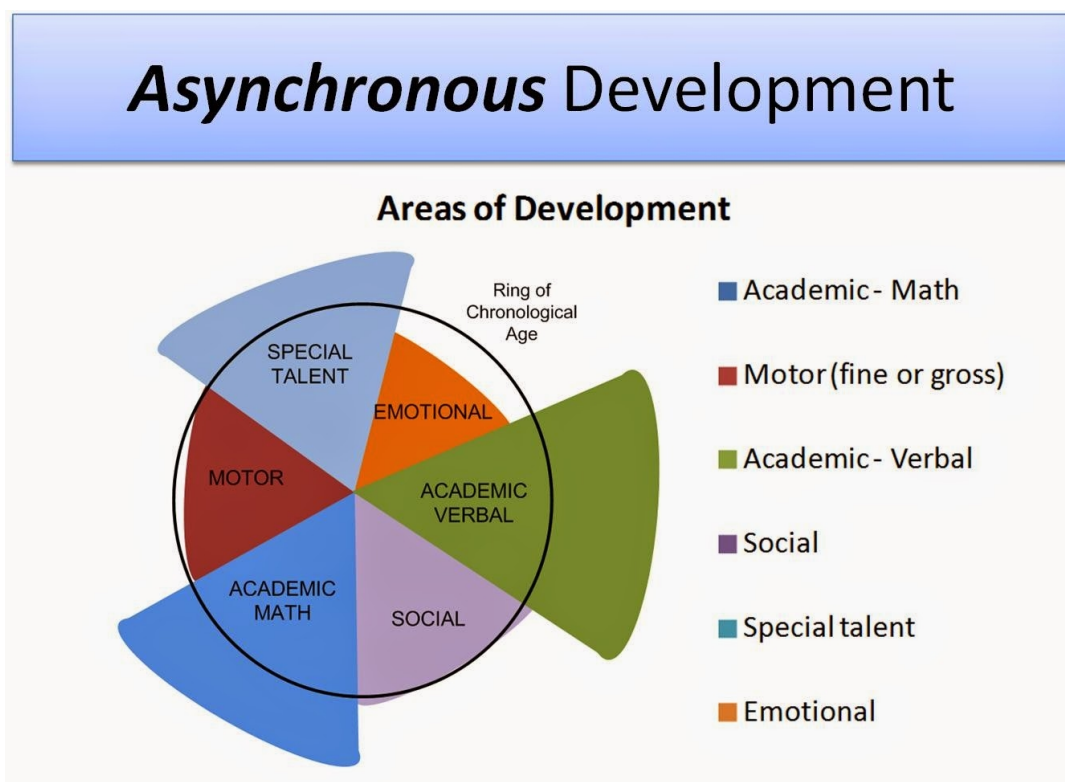 Asynchronous Development
Areas of Development
Ring of
Chronological
Age
SPECIAL
TALENT
EMOTIONAL
MOTOR
ACADEMIC
VERBAL
ACADEMIC
MATH
SOCIAL
Academic - Math
Motor (fine or gross)
Academic - Verbal
Social
Special talent
Emotional